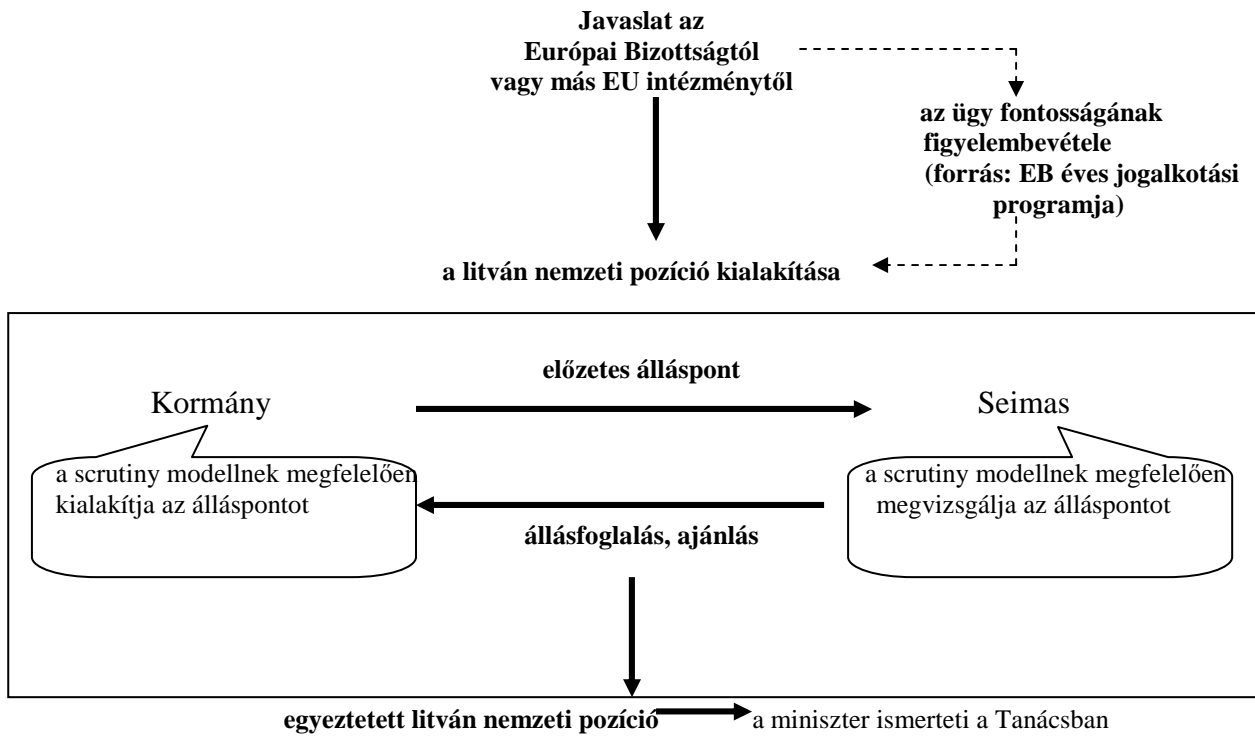 Javaslat az
Európai Bizottságtól
vagy más EU intézménytől
az ügy fontosságának
figyelembevétele
(forrás: EB éves jogalkotási
programja)
a litván nemzeti pozíció kialakítása
előzetes álláspont
Kormány
Seimas
a scrutiny modellnek megfelelően
kialakítja az álláspontot
a scrutiny modellnek megfelelően
megvizsgálja az álláspontot
állásfoglalás, ajánlás
egyeztetett litván nemzeti pozíció
a miniszter ismerteti a Tanácsban